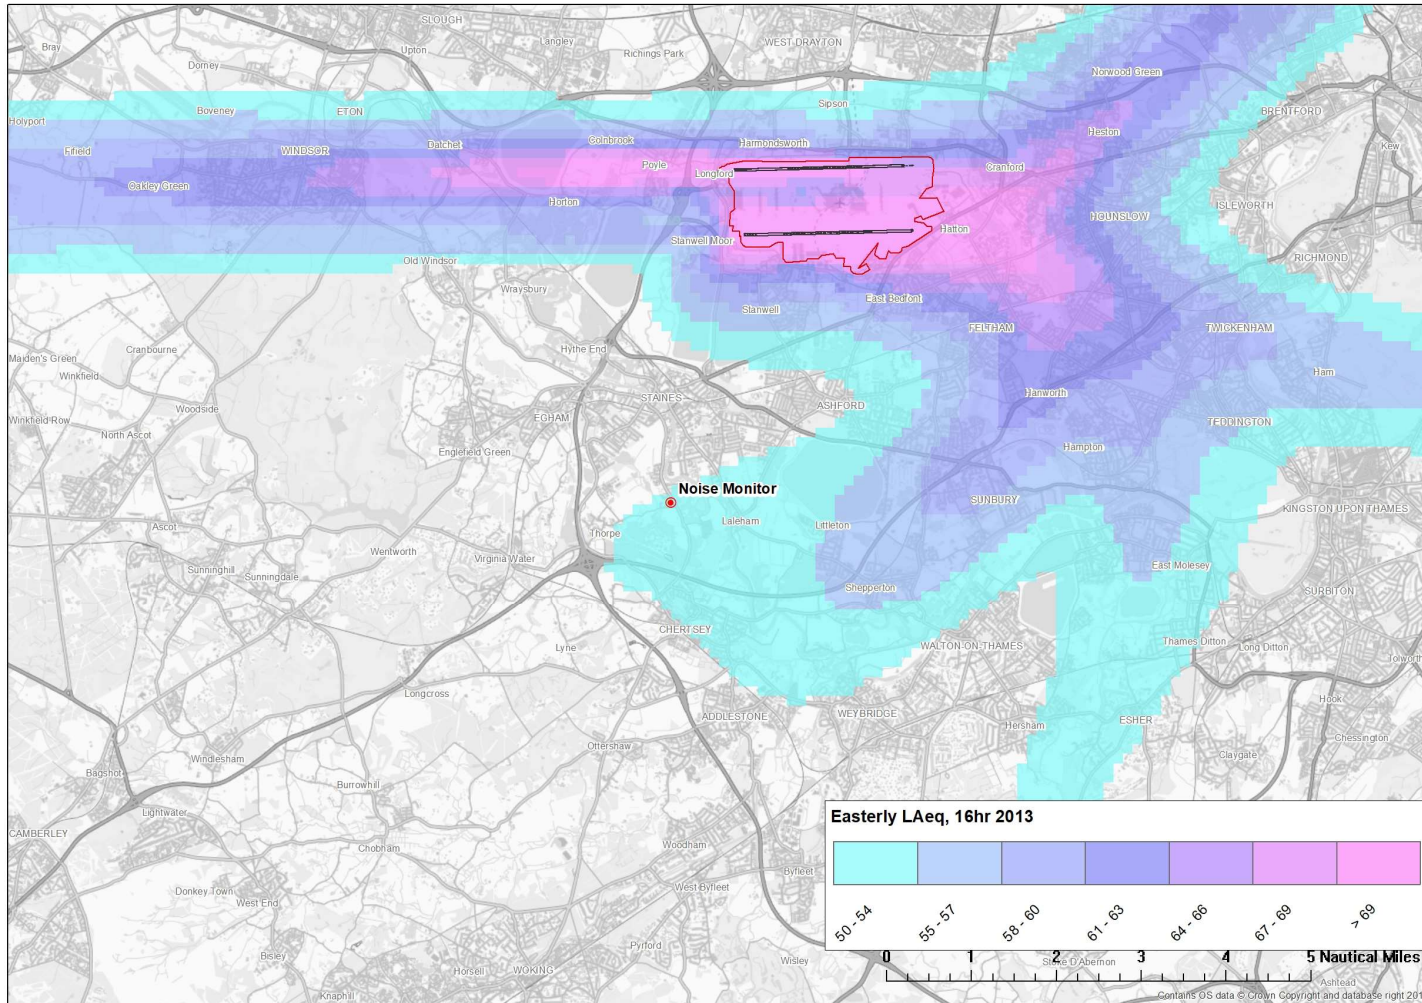 SLOUGH
Bray
Upton
Langley
Richings Park
WEST DRAYTON
Dorney
Norwood Green
Boveney
ETON
Sipson
BRENTFORD
Holyport
Heston
Fifield
WINDSOR
Datchet
Colnbrook
Harmondsworth
Kew
Poyle
Longford
Cranford
Oakley Green
Horton
HOUNSLOW
ISLEWORTH
Stanwell Moor
Hatton
Old Windsor
RICHMOND
Wraysbury
Stanwell
East Bedfont
FELTHAM
TWICKENHAM
Maiden's Green
Cranbourne
Hythe End
Winkfield
Ham
Woodside
STAINES
ASHFORD
Hanworth
Winkfield Row
EGHAM
TEDDINGTON
North Ascot
Englefield Green
Hampton
Noise Monitor
SUNBURY
KINGSTON UPON THAMES
Ascot
Thorpe
Laleham
Littleton
Wentworth
Virginia Water
Sunninghill
Sunningdale
East Molesey
Shepperton
SURBITON
CHERTSEY
Lyne
WALTON-ON-THAMES
Thames Ditton
Long Ditton
Tolworth
Longcross
ADDLESTONE
WEYBRIDGE
Hersham
ESHER
Hook
Ottershaw
Chessington
Windlesham
Claygate
Bagshot
Burrowhill
Lightwater
CAMBERLEY
Chobham
Woodham
Byfleet
Donkey Town
West End
West Byfleet
Pyrford
Bisley
Horsell
WOKING
Wisley
Knaphill
Easterly LAeq, 16hr 2013
50 - 54
55 - 57
58 - 60
61 - 63
64 - 66
67 - 69
> 69
0 1 2 3 4 5 Nautical Miles
Stoke D'Abernon
Ashtead
Contains OS data © Crown Copyright and database right 201